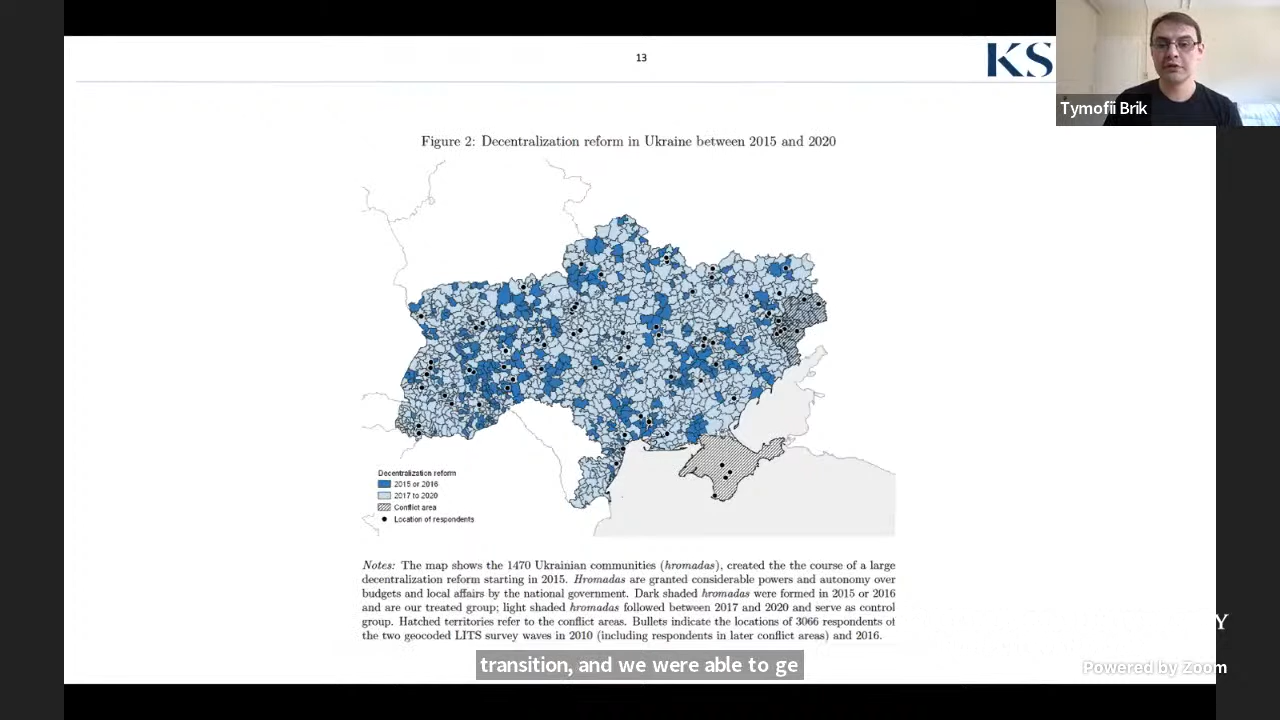 13
KS
Tymofii Brik
Figure 2: Decentralization reform in Ukraine between 2015 and 2020
Decentralization reform
2015 or 2016
2017 to 2020
Conflict area
Location of respondents
Notes: The map shows the 1470 Ukrainian communities (hromadas), created the the course of a large
decentralization reform starting in 2015. Hromadas are granted considerable powers and autonomy over
budgets and local affairs by the national government. Dark shaded hromadas were formed in 2015 or 2016
and are our treated group; light shaded hromadas followed between 2017 and 2020 and serve as control
group. Hatched territories refer to the conflict areas. Bullets indicate the locations of 3066 respondents of
the two geocoded LITS survey waves in 2010 (including respondents in later conflict areas) and 2016.
Y
transition, and we were able to ge
Powered by Zoom